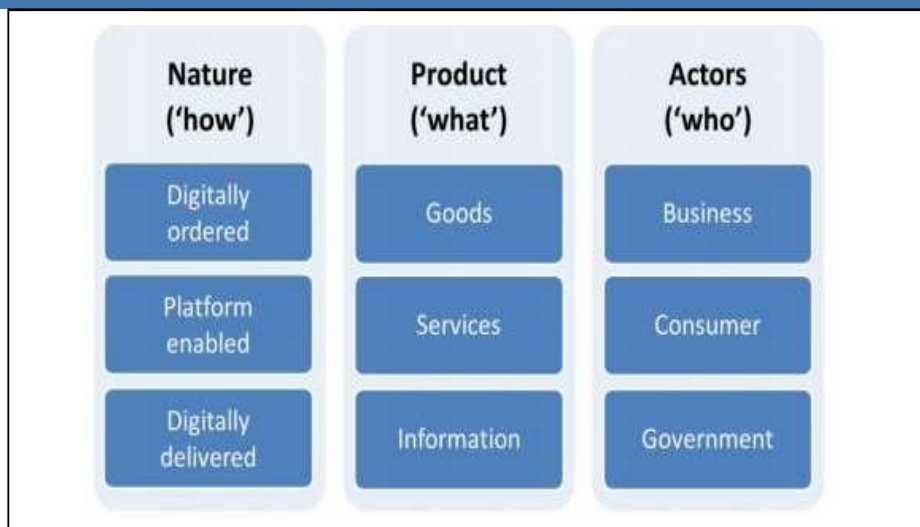 Nature
('how')
Digitally
ordered
Platform
enabled
Digitally
delivered
Product
('what')
Goods
Services
Information
Actors
('who')
Business
Consumer
Government